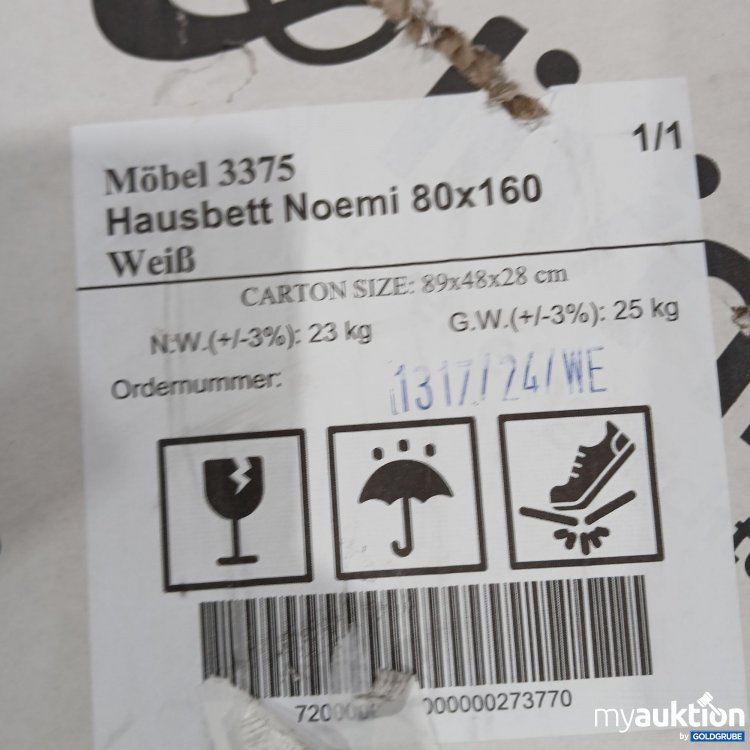 1/1
Möbel 3375
Hausbett Noemi 80x160
Weiß
CARTON SIZE: 89x48x28 cm
N.W.(+/-3%): 23 kg
G.W.(+/-3%): 25 kg
Ordernummer:
1317/24/WE
000000273770
myauktion
by GOLDGRUBE